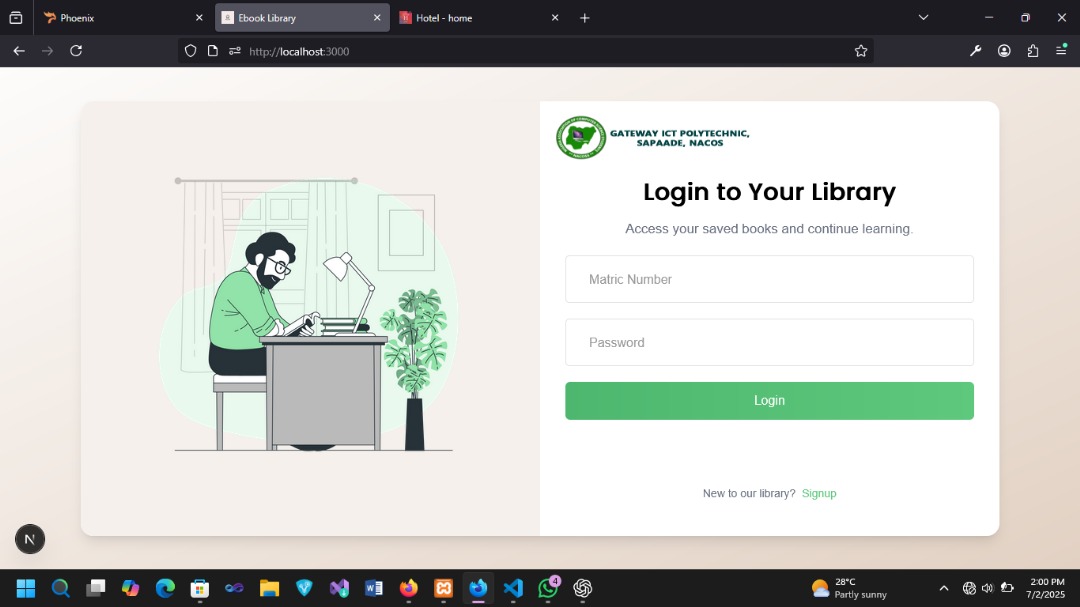 Phoenix
Ebook Library
Hotel - home
http://localhost:3000
GATEWAY ICT POLYTECHNIC,
SAPAADE, NACOS
Login to Your Library
Access your saved books and continue learning.
Matric Number
Password
Login
New to our library? Signup
N
4
28°C
Partly sunny
2:00 PM
7/2/2025